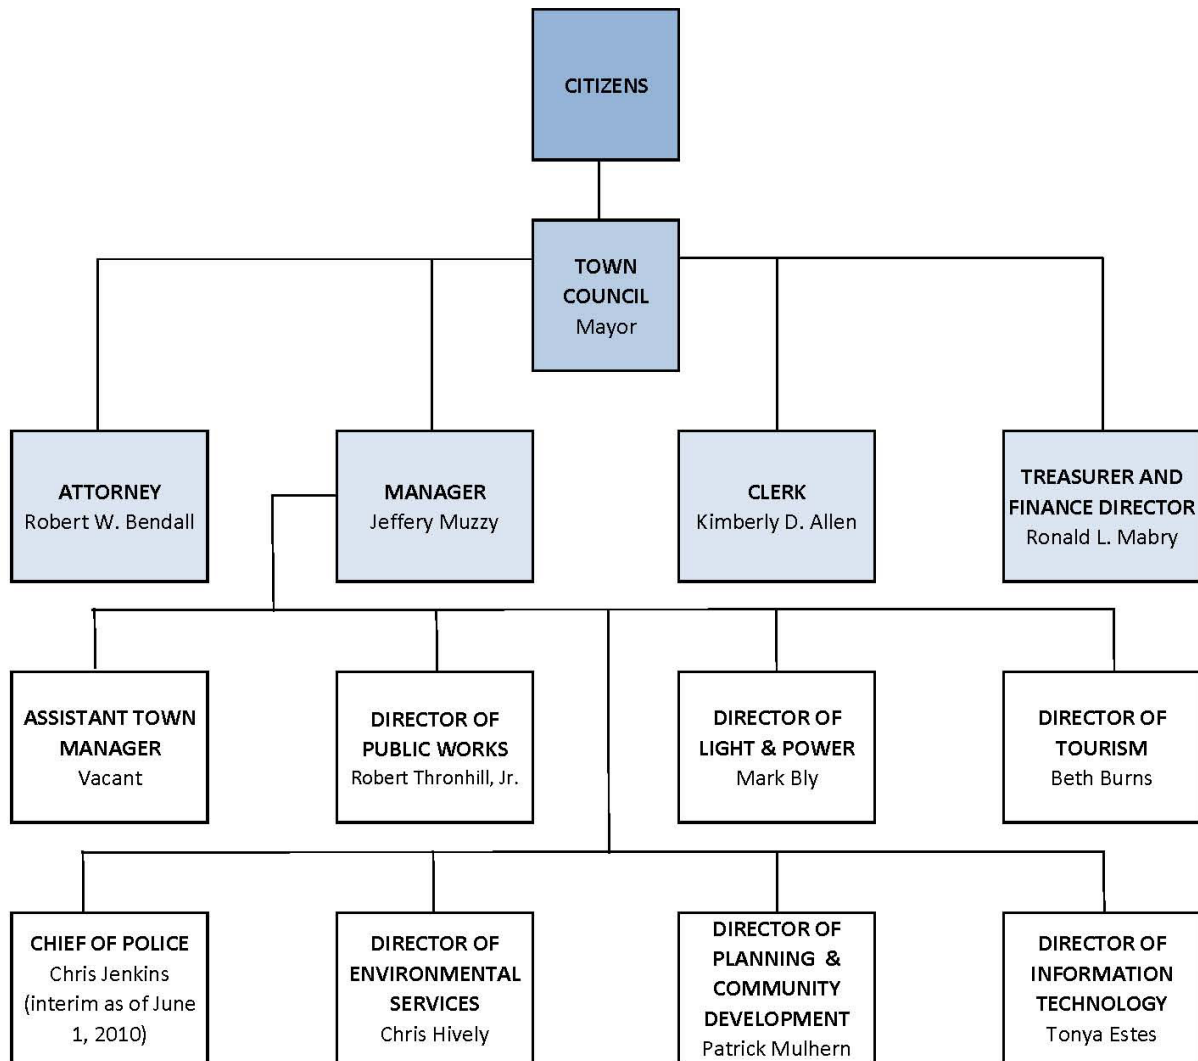 CITIZENS
TOWN
COUNCIL
Mayor
ATTORNEY
Robert W. Bendall
MANAGER
Jeffery Muzzy
CLERK
Kimberly D. Allen
TREASURER AND
FINANCE DIRECTOR
Ronald L. Mabry
ASSISTANT TOWN
MANAGER
Vacant
DIRECTOR OF
PUBLIC WORKS
Robert Thronhill, Jr.
DIRECTOR OF
LIGHT & POWER
Mark Bly
DIRECTOR OF
TOURISM
Beth Burns
CHIEF OF POLICE
Chris Jenkins
(interim as of June
1, 2010)
DIRECTOR OF
ENVIRONMENTAL
SERVICES
Chris Hively
DIRECTOR OF
PLANNING &
COMMUNITY
DEVELOPMENT
Patrick Mulhern
DIRECTOR OF
INFORMATION
TECHNOLOGY
Tonya Estes